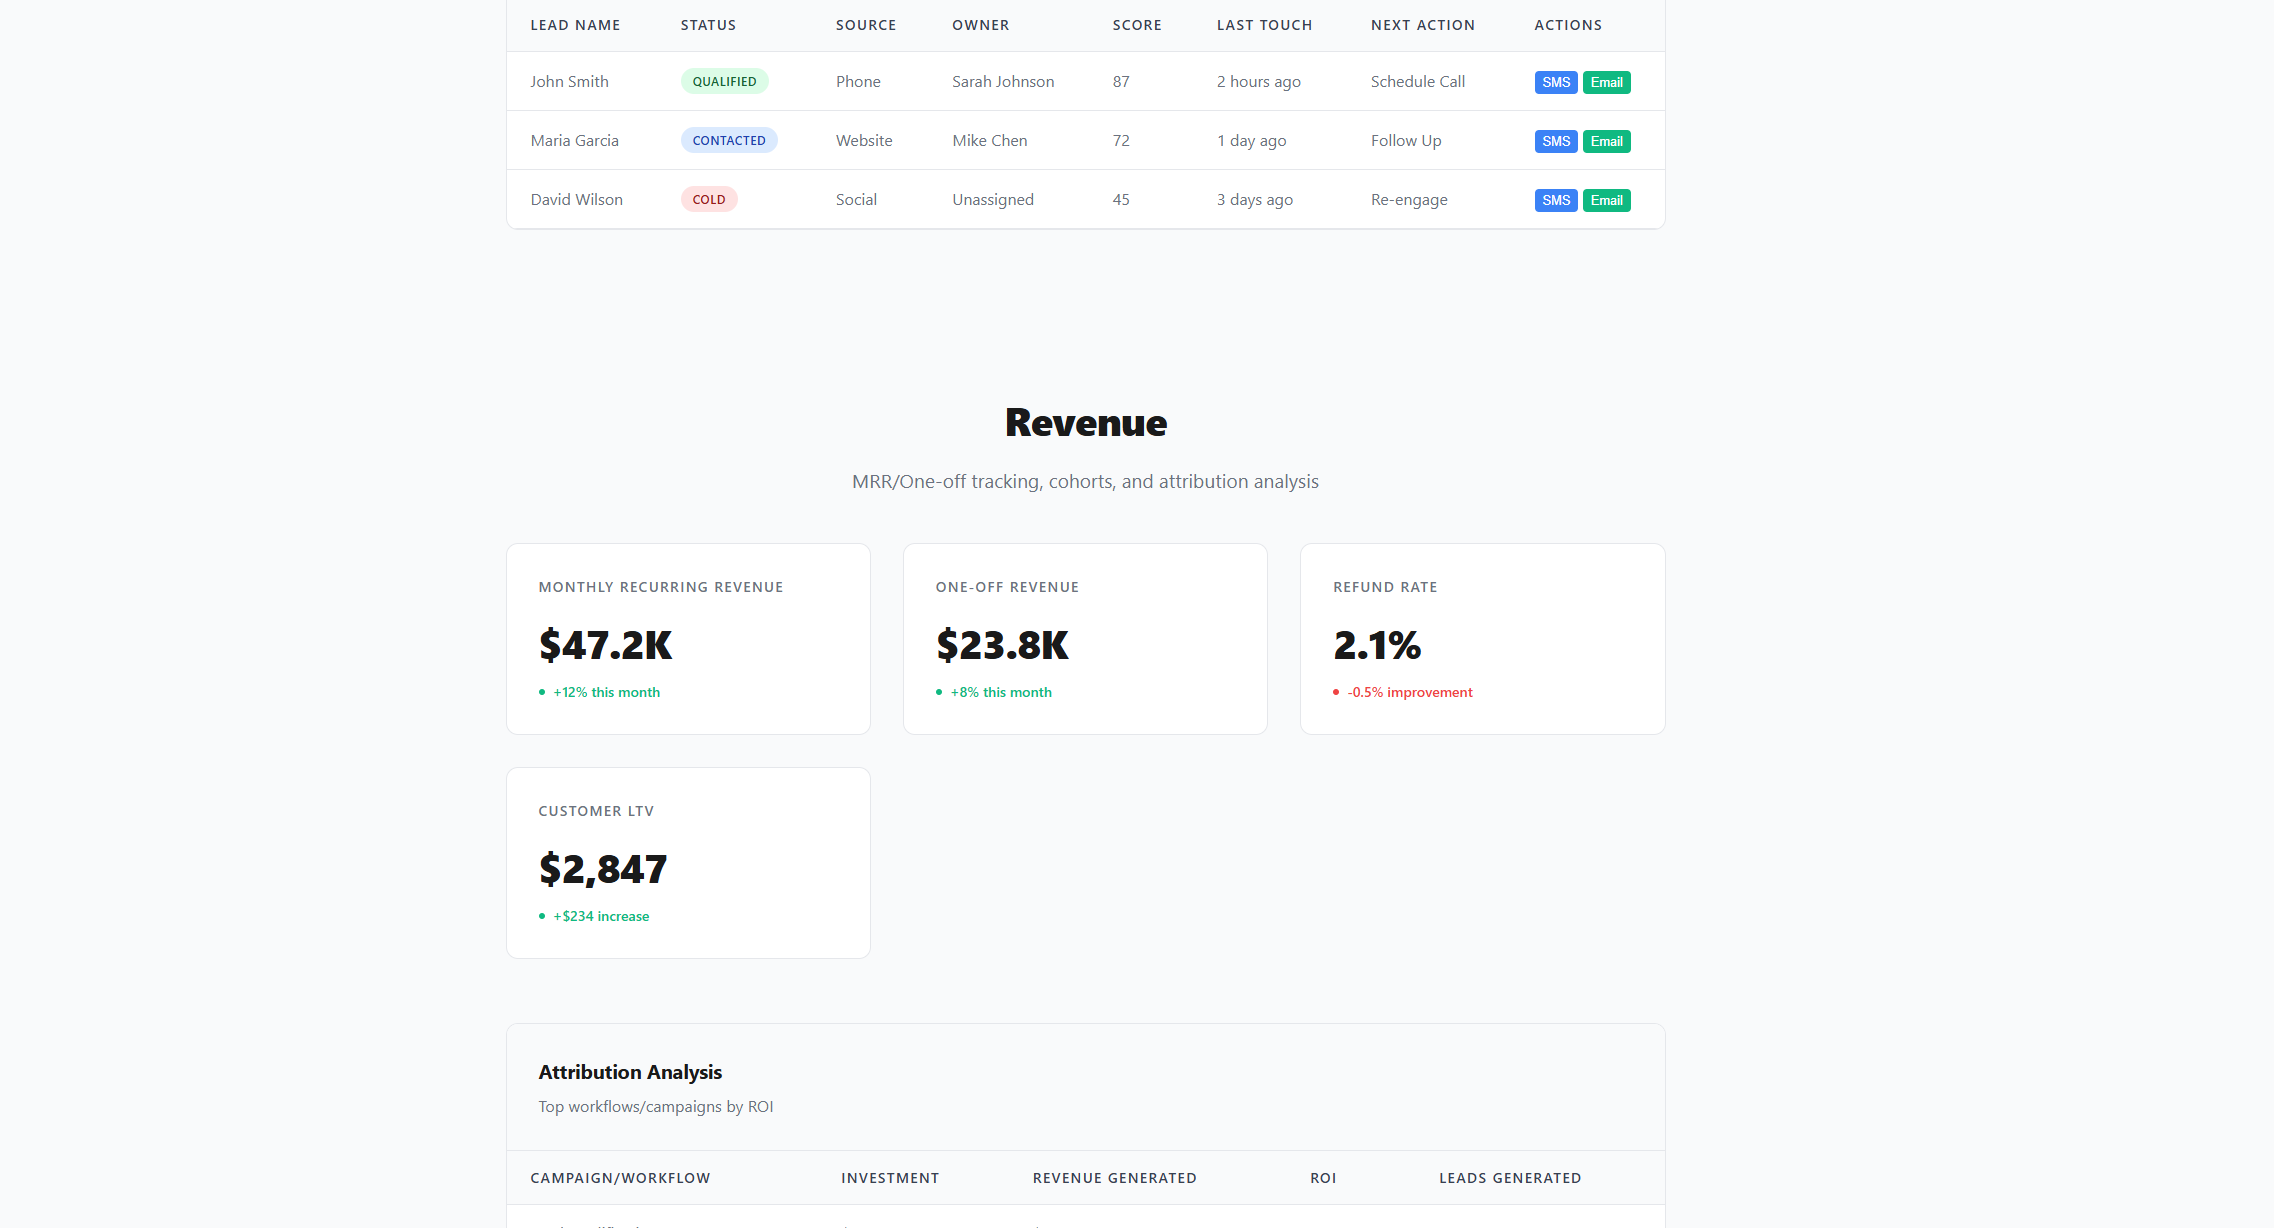 LEAD NAME STATUS SOURCE OWNER SCORE LAST TOUCH NEXT ACTION ACTIONS
John Smith QUALIFIED Phone Sarah Johnson 87 2 hours ago Schedule Call SMS Email
Maria Garcia CONTACTED Website Mike Chen 72 1 day ago Follow Up SMS Email
David Wilson COLD Social Unassigned 45 3 days ago Re-engage SMS Email
Revenue
MRR/One-off tracking, cohorts, and attribution analysis
MONTHLY RECURRING REVENUE ONE-OFF REVENUE REFUND RATE
$47.2K $23.8K 2.1%
+12% this month +8% this month -0.5% improvement
CUSTOMER LTV
$2,847
+$234 increase
Attribution Analysis
Top workflows/campaigns by ROI
CAMPAIGN/WORKFLOW INVESTMENT REVENUE GENERATED ROI LEADS GENERATED